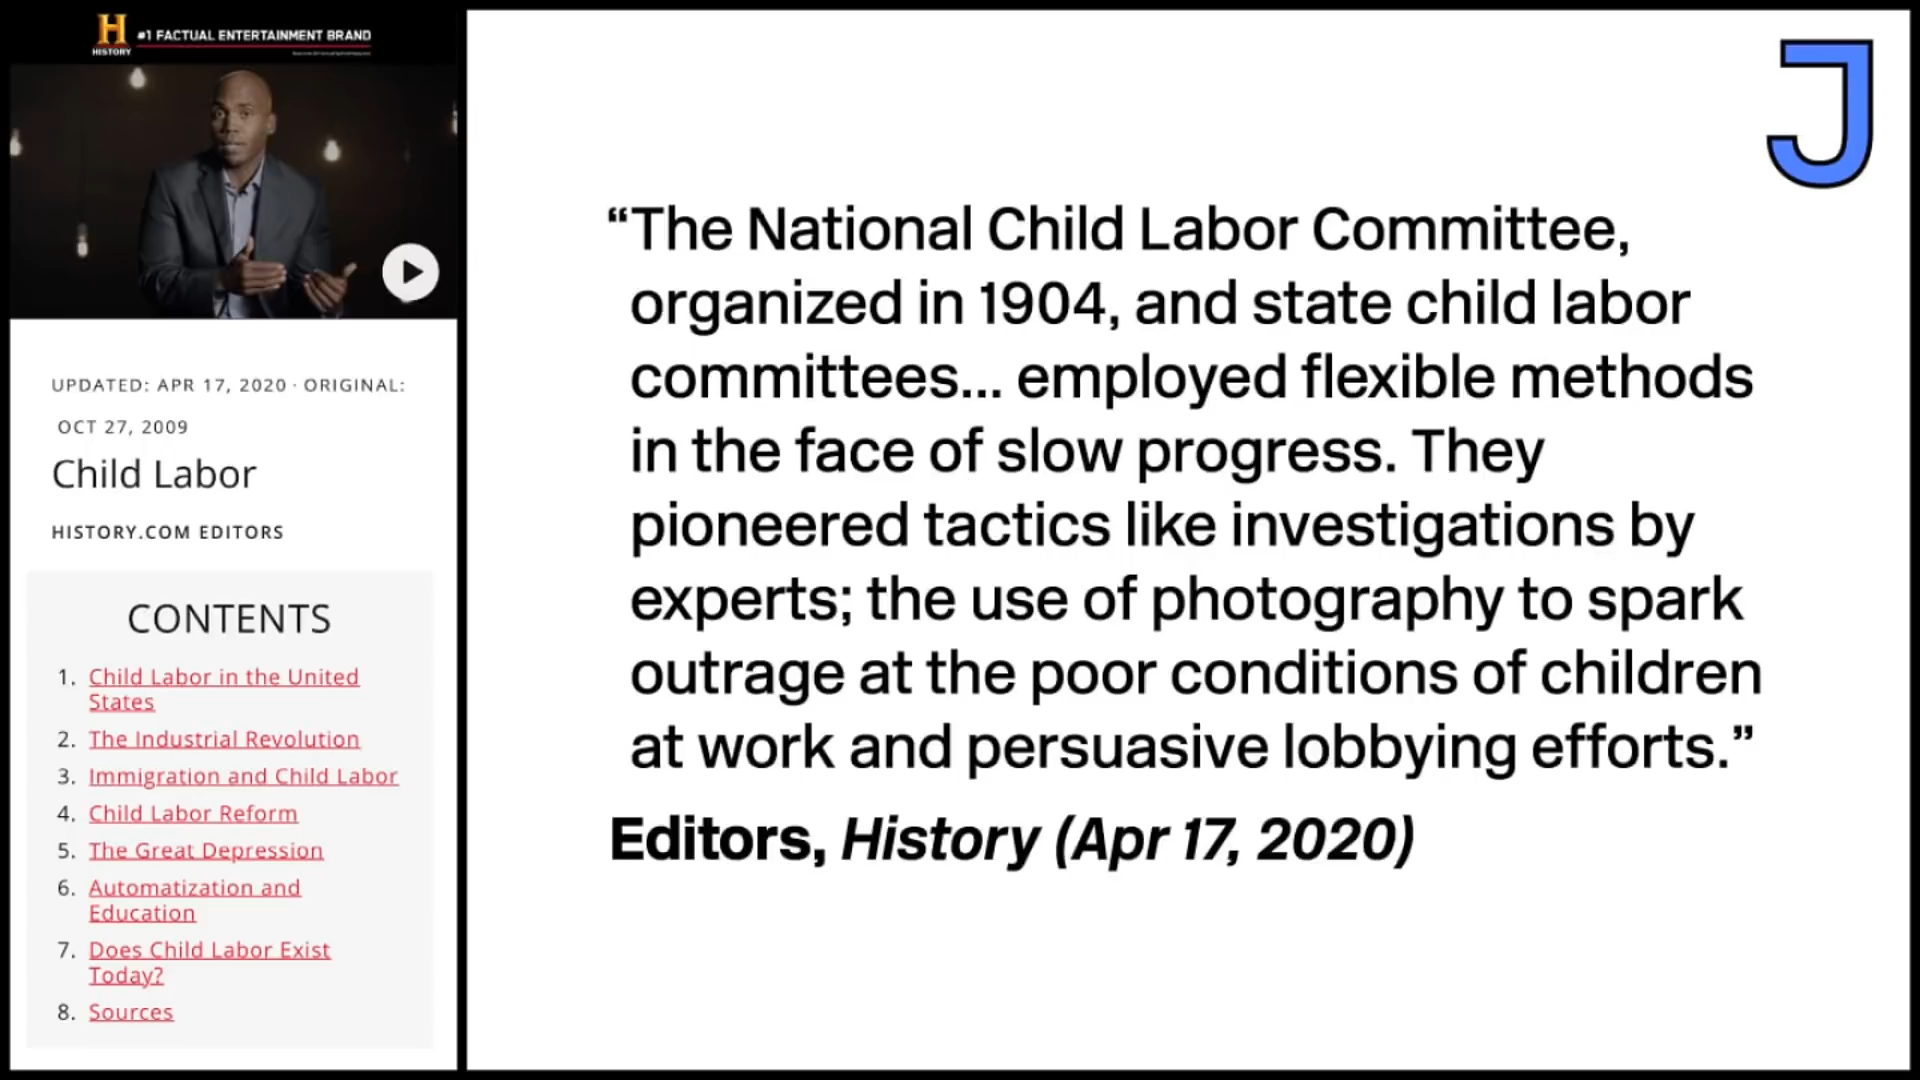 H
HISTORY
#1 FACTUAL ENTERTAINMENT BRAND
UPDATED: APR 17, 2020 · ORIGINAL:
OCT 27, 2009
Child Labor
HISTORY.COM EDITORS
CONTENTS
1. Child Labor in the United
States
2. The Industrial Revolution
3. Immigration and Child Labor
4. Child Labor Reform
5. The Great Depression
6. Automatization and
Education
7. Does Child Labor Exist
Today?
8. Sources
J
“The National Child Labor Committee,
organized in 1904, and state child labor
committees... employed flexible methods
in the face of slow progress. They
pioneered tactics like investigations by
experts; the use of photography to spark
outrage at the poor conditions of children
at work and persuasive lobbying efforts.”
Editors, History (Apr 17, 2020)